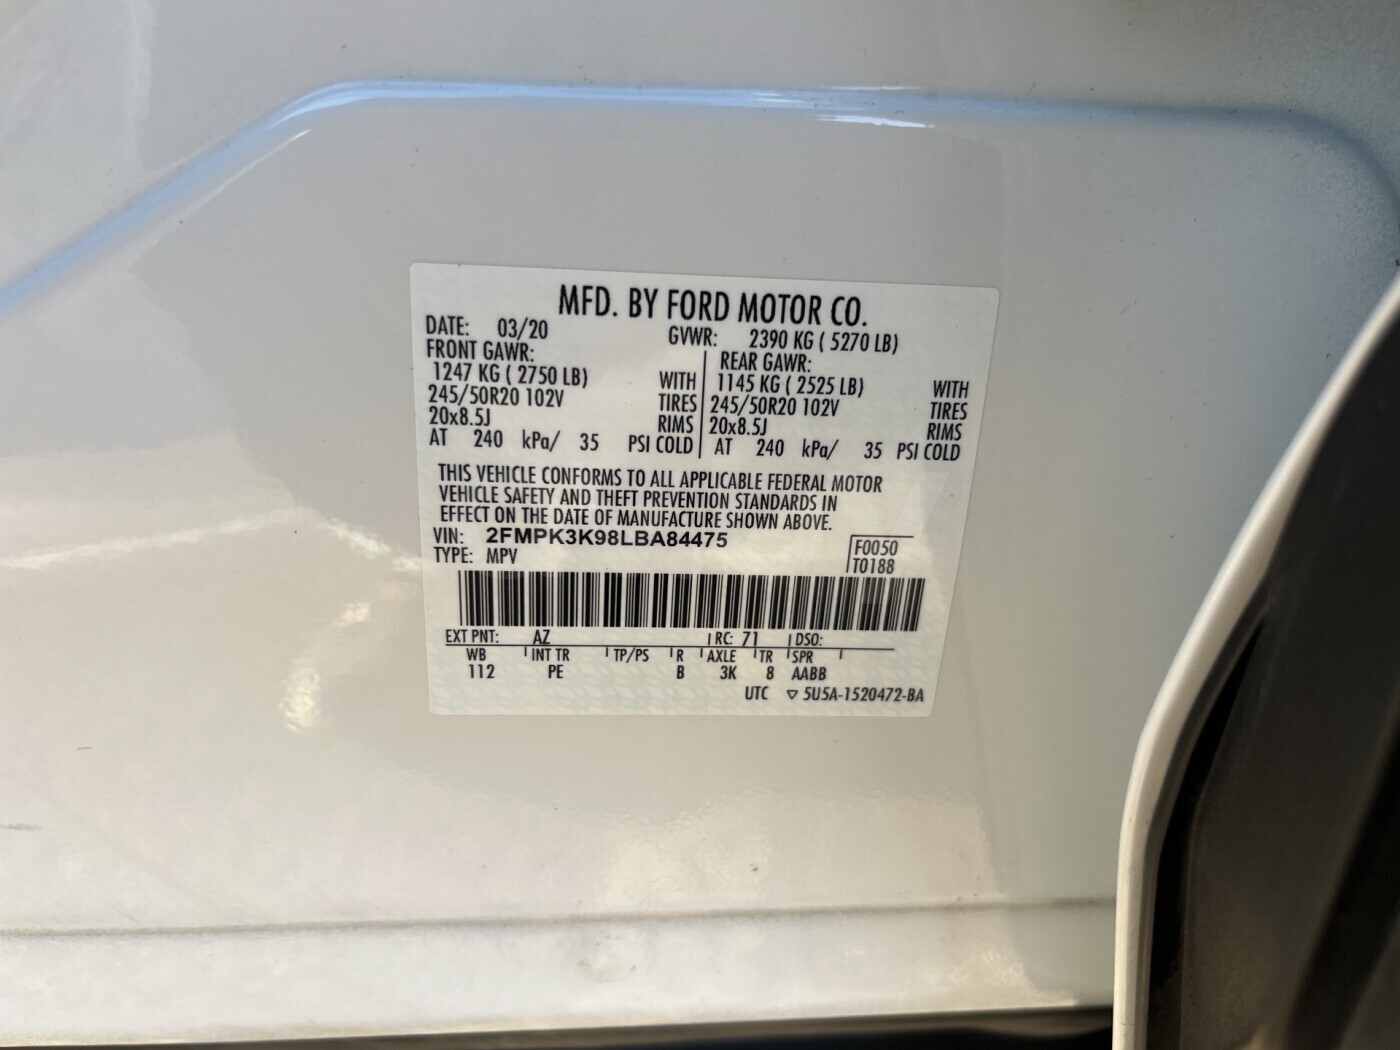 MFD. BY FORD MOTOR CO.
DATE: 03/20 GVWR: 2390 KG ( 5270 LB)
FRONT GAWR: REAR GAWR:
1247 KG ( 2750 LB) WITH 1145 KG ( 2525 LB) WITH
245/50R20 102V TIRES 245/50R20 102V TIRES
20x8.5J RIMS 20x8.5J RIMS
AT 240 kPa/ 35 PSI COLD AT 240 kPa/ 35 PSI COLD
THIS VEHICLE CONFORMS TO ALL APPLICABLE FEDERAL MOTOR
VEHICLE SAFETY AND THEFT PREVENTION STANDARDS IN
EFFECT ON THE DATE OF MANUFACTURE SHOWN ABOVE.
VIN: 2FMPK3K98LBA84475
TYPE: MPV
F0050
T0188
EXT PNT: AZ RC: 71 DSO:
WB INT TR TP/PS R AXLE TR SPR
112 PE B 3K 8 AABB
UTC ▽ 5U5A-1520472-BA